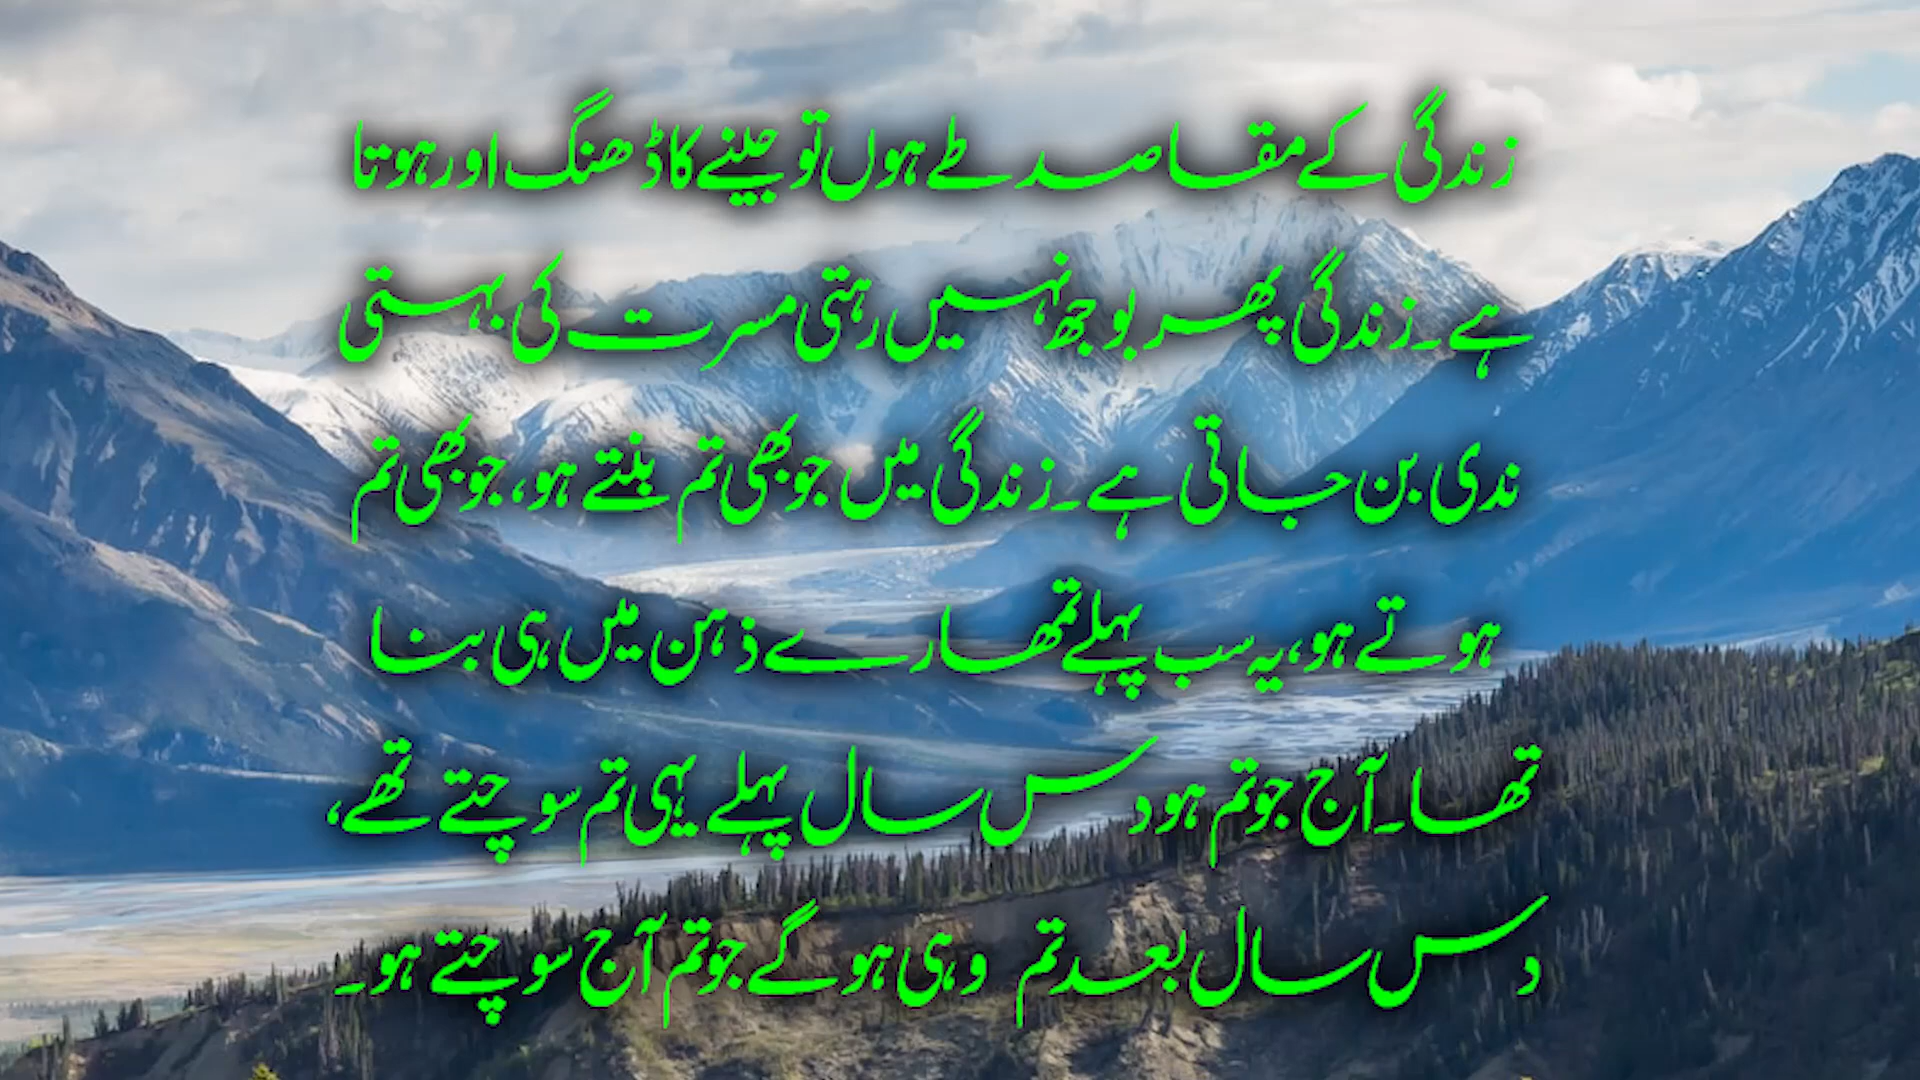 زندگی کے مقاصد طے ہوں تو جینے کا ڈھنگ اور ہوتا
ہے۔ زندگی پھر بوجھ نہیں رہتی مسرت کی بہستی
ندی بن جاتی ہے۔ زندگی میں جو بھی تم بنتے ہو، جو بھی تم
ہوتے ہو، یہ سب پہلے تمھارے ذہن میں ہی بنا
تھا۔ آج جو تم ہو دس سال پہلے یہی تم سوچتے تھے،
دس سال بعد تم وہی ہو گے جو تم آج سوچتے ہو۔